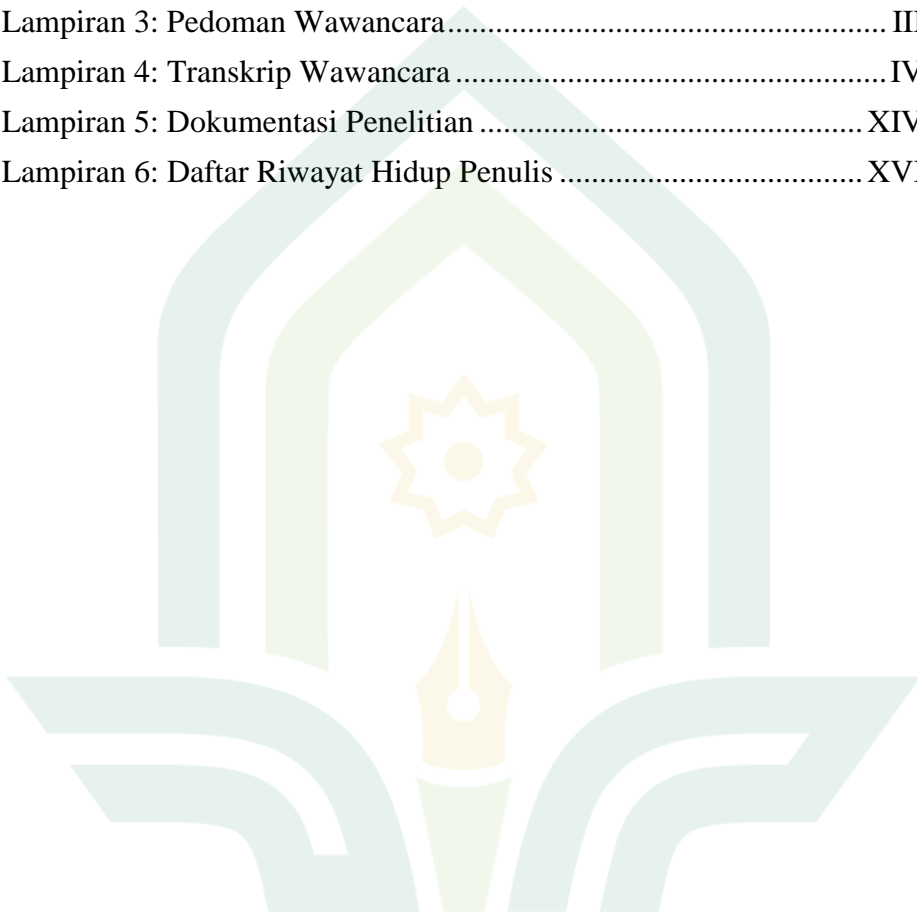 Lampiran 3: Pedoman Wawancara....................................................... III
Lampiran 4: Transkrip Wawancara ......................................................IV
Lampiran 5: Dokumentasi Penelitian ................................................ XIV
Lampiran 6: Daftar Riwayat Hidup Penulis ...................................... XVI